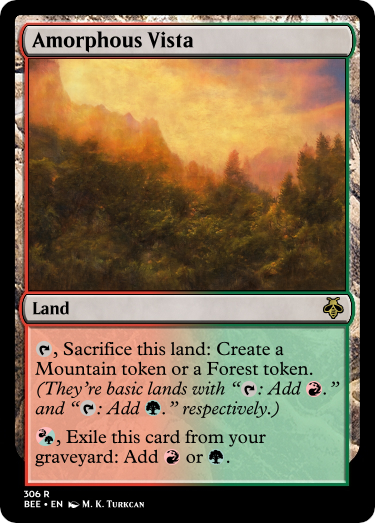 Amorphous Vista
Land
, Sacrifice this land: Create a
Mountain token or a Forest token.
(They're basic lands with “: Add .”
and “: Add .” respectively.)
, Exile this card from your
graveyard: Add or .
306 R
BEE • EN M. K. Turkcan